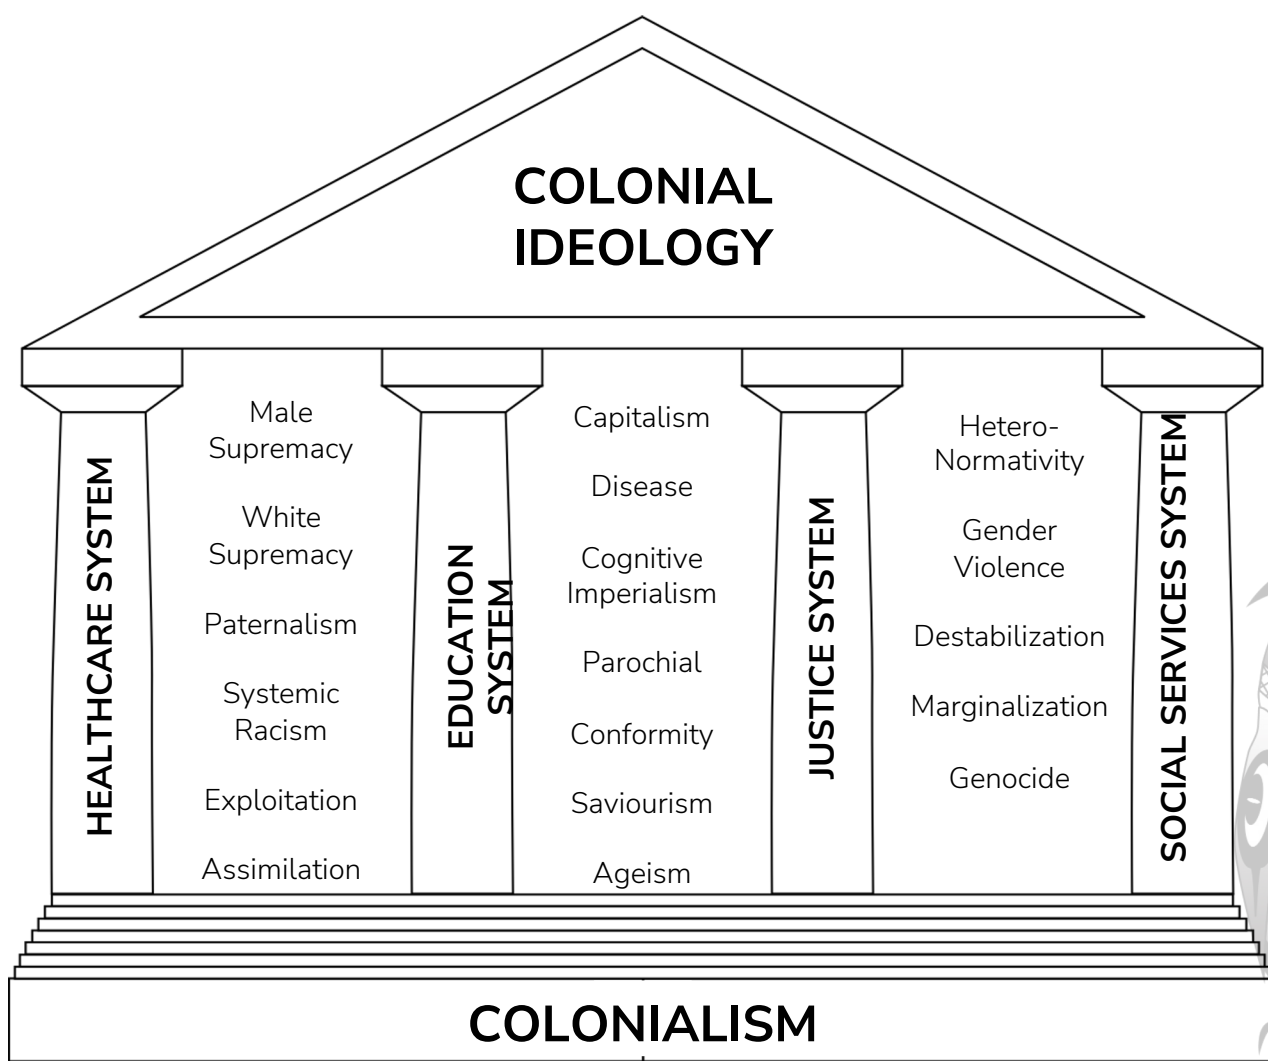 COLONIAL
IDEOLOGY
HEALTHCARE SYSTEM
Male
Supremacy
White
Supremacy
Paternalism
Systemic
Racism
Exploitation
Assimilation
EDUCATION
SYSTEM
Capitalism
Disease
Cognitive
Imperialism
Parochial
Conformity
Saviourism
Ageism
JUSTICE SYSTEM
Hetero-
Normativity
Gender
Violence
Destabilization
Marginalization
Genocide
SOCIAL SERVICES SYSTEM
COLONIALISM